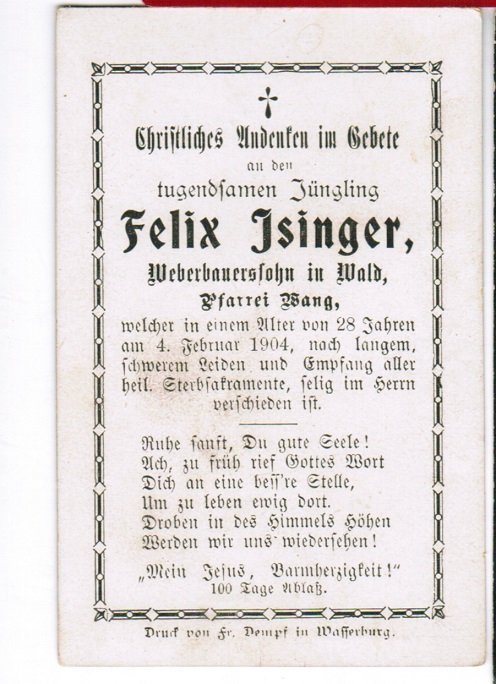 Christliches Andenken im Gebete
an den
tugendsamen Jüngling
Felix Isinger,
Weberbauerssohn in Wald,
Pfarrei Wang,
welcher in einem Alter von 28 Jahren
am 4. Februar 1904, nach langem,
schwerem Leiden und Empfang aller
heil. Sterbsakramente, selig im Herrn
verschieden ist.
Ruhe sanft, Du gute Seele!
Ach, zu früh rief Gottes Wort
Dich an eine bess're Stelle,
Um zu leben ewig dort.
Droben in des Himmels Höhen
Werden wir uns wiedersehen!
„Mein Jesus, Barmherzigkeit!“
100 Tage Ablaß.
Druck von Fr. Dempf in Wasserburg.